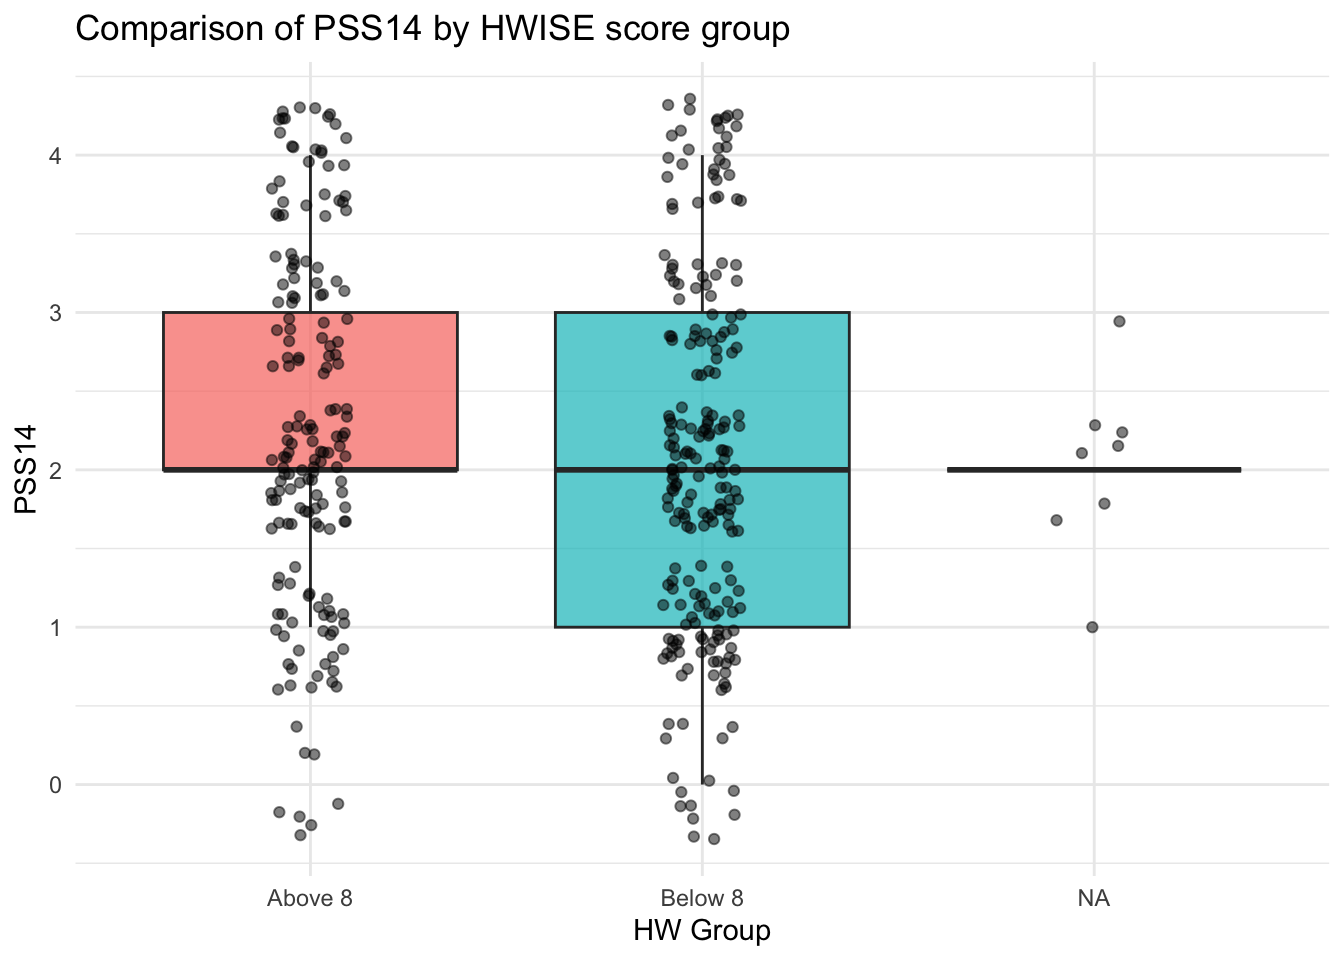 Comparison of PSS14 by HWISE score group
PSS14
4
3
2
1
0
Above 8
Below 8
NA
HW Group